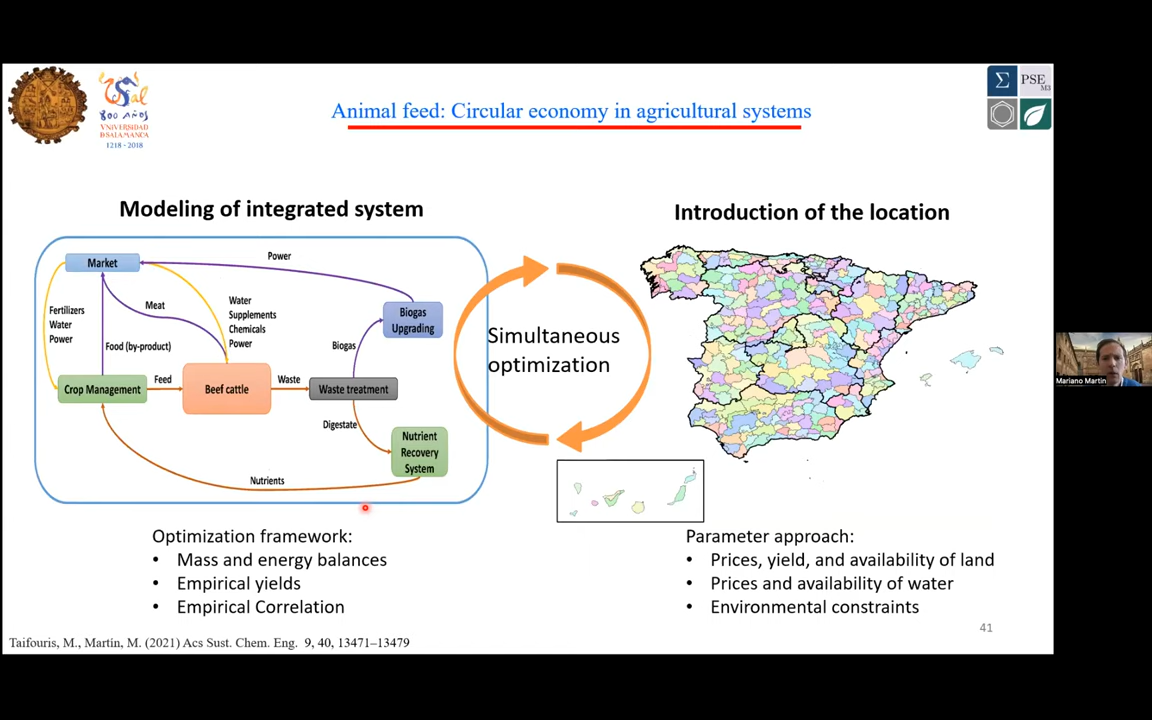 800 AÑOS
VNiVERSIDAD
D SALAMANCA
1218 - 2018
Animal feed: Circular economy in agricultural systems
Σ PSE
M3
Modeling of integrated system
Introduction of the location
Market
Power
Fertilizers
Water
Power
Meat
Water
Supplements
Chemicals
Power
Food (by-product)
Biogas
Upgrading
Biogas
Crop Management
Feed
Beef cattle
Waste
Waste treatment
Digestate
Nutrient
Recovery
System
Nutrients
Simultaneous
optimization
Optimization framework:
• Mass and energy balances
• Empirical yields
• Empirical Correlation
Parameter approach:
• Prices, yield, and availability of land
• Prices and availability of water
• Environmental constraints
41
Taifouris, M., Martín, M. (2021) Acs Sust. Chem. Eng. 9, 40, 13471–13479
Mariano Martin